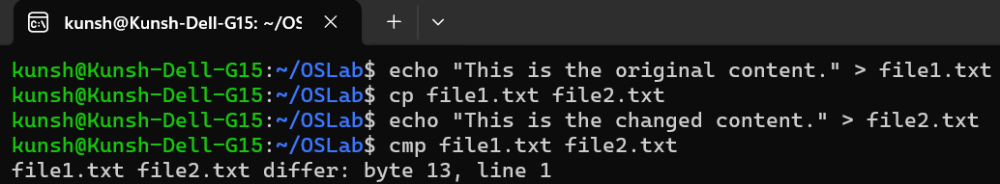 kunsh@Kunsh-Dell-G15: ~/OS
kunsh@Kunsh-Dell-G15:~/OSLab$ echo "This is the original content." > file1.txt
kunsh@Kunsh-Dell-G15:~/OSLab$ cp file1.txt file2.txt
kunsh@Kunsh-Dell-G15:~/OSLab$ echo "This is the changed content." > file2.txt
kunsh@Kunsh-Dell-G15:~/OSLab$ cmp file1.txt file2.txt
file1.txt file2.txt differ: byte 13, line 1